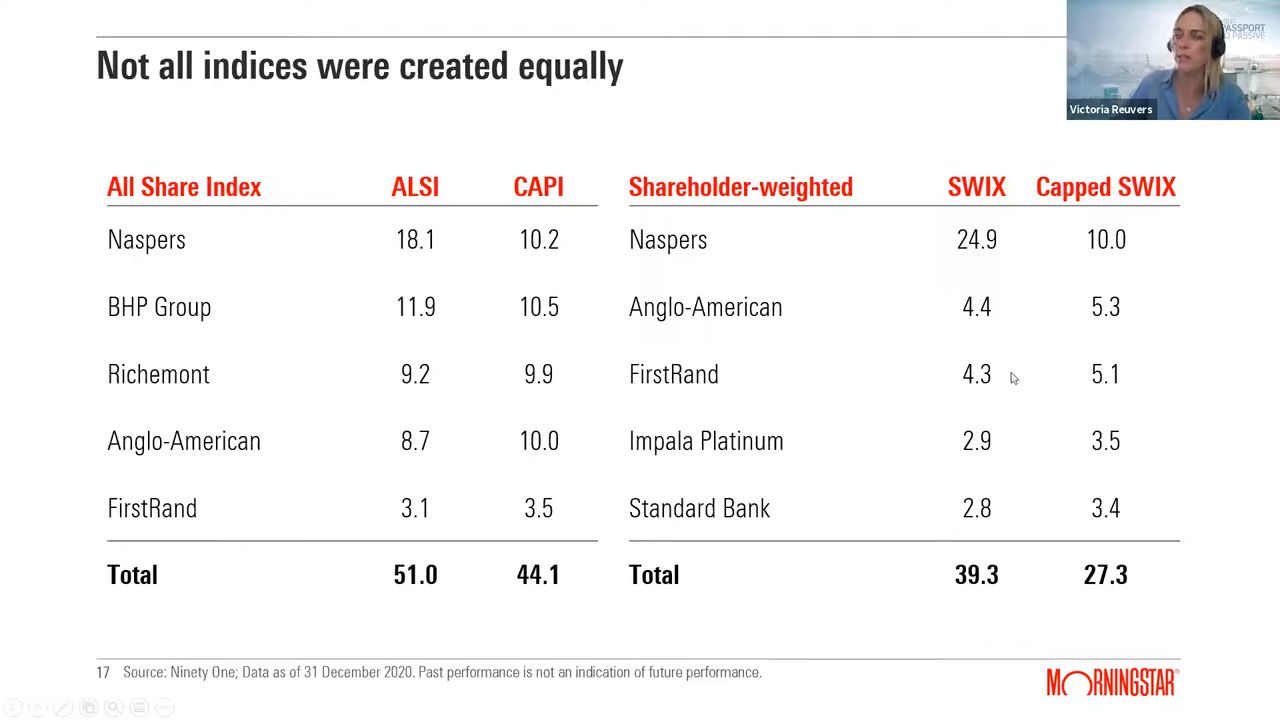 Not all indices were created equally
PASSPORT
TO PASSIVE
Victoria Reuvers
All Share Index ALSI CAPI
Naspers 18.1 10.2
BHP Group 11.9 10.5
Richemont 9.2 9.9
Anglo-American 8.7 10.0
FirstRand 3.1 3.5
Total 51.0 44.1
Shareholder-weighted SWIX Capped SWIX
Naspers 24.9 10.0
Anglo-American 4.4 5.3
FirstRand 4.3 5.1
Impala Platinum 2.9 3.5
Standard Bank 2.8 3.4
Total 39.3 27.3
17 Source: Ninety One; Data as of 31 December 2020. Past performance is not an indication of future performance.
MORNINGSTAR